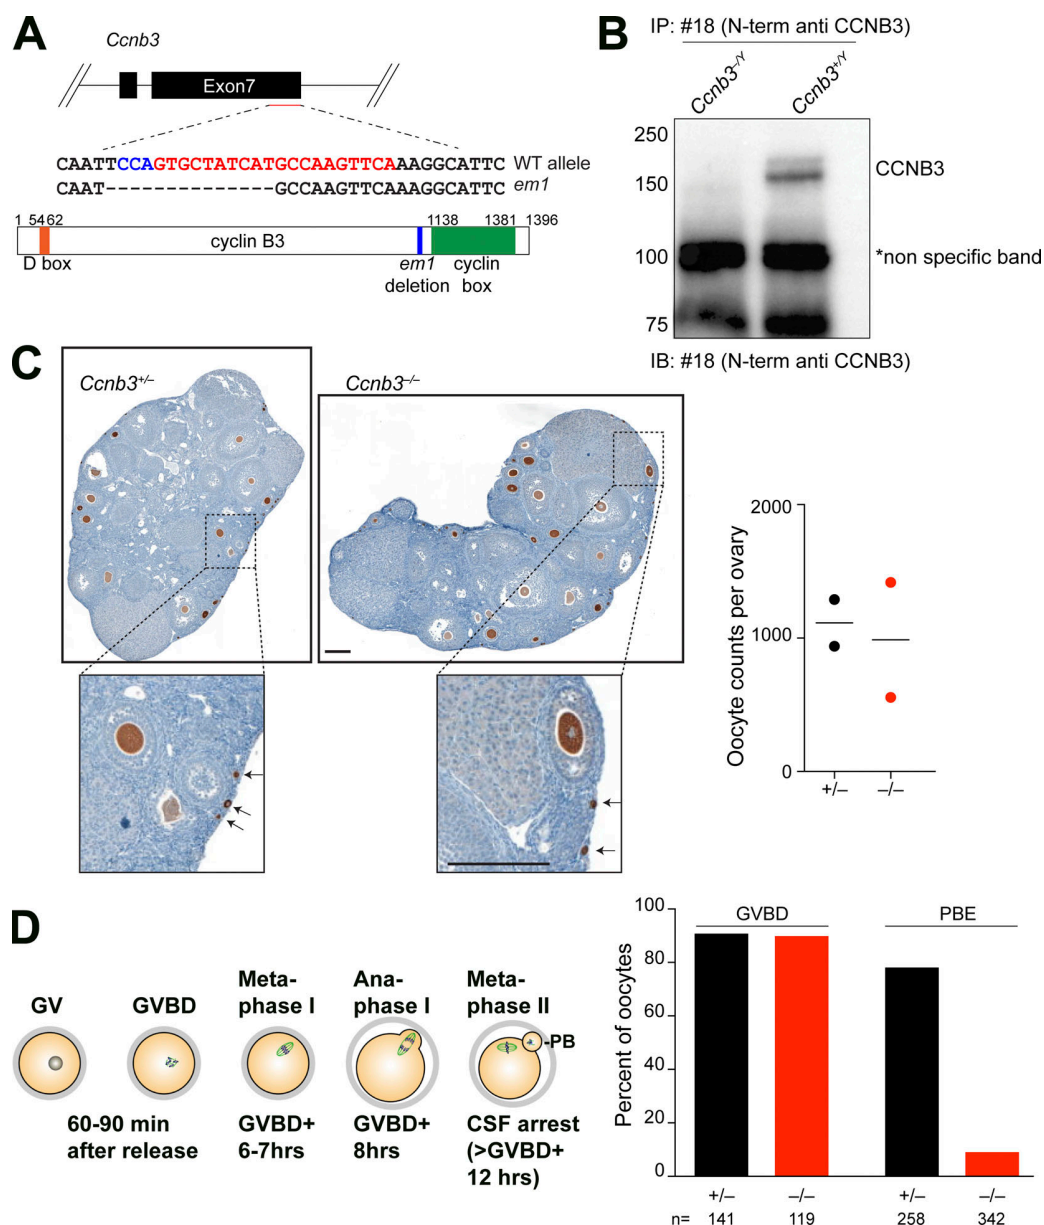 A
Ccnb3
Exon7
CAATTCCAGTGCTATCATGCCAAGTTCAAAGGCATTC WT allele
CAAT--------------GCCAAGTTCAAAGGCATTC em1
1 5462 1138 1381 1396
cyclin B3
D box
em1 deletion
cyclin box
B
IP: #18 (N-term anti CCNB3)
Ccnb3–/Y
Ccnb3+/Y
250
150
100
75
CCNB3
*non specific band
IB: #18 (N-term anti CCNB3)
C
Ccnb3+/–
Ccnb3–/–
Oocyte counts per ovary
2000
1000
0
+/– –/–
D
GV
GVBD
Meta-
phase I
Ana-
phase I
Meta-
phase II
-PB
60-90 min
after release
GVBD+
6-7hrs
GVBD+
8hrs
CSF arrest
(>GVBD+
12 hrs)
Percent of oocytes
100
80
60
40
20
0
GVBD
PBE
+/– –/– +/– –/–
n= 141 119 258 342